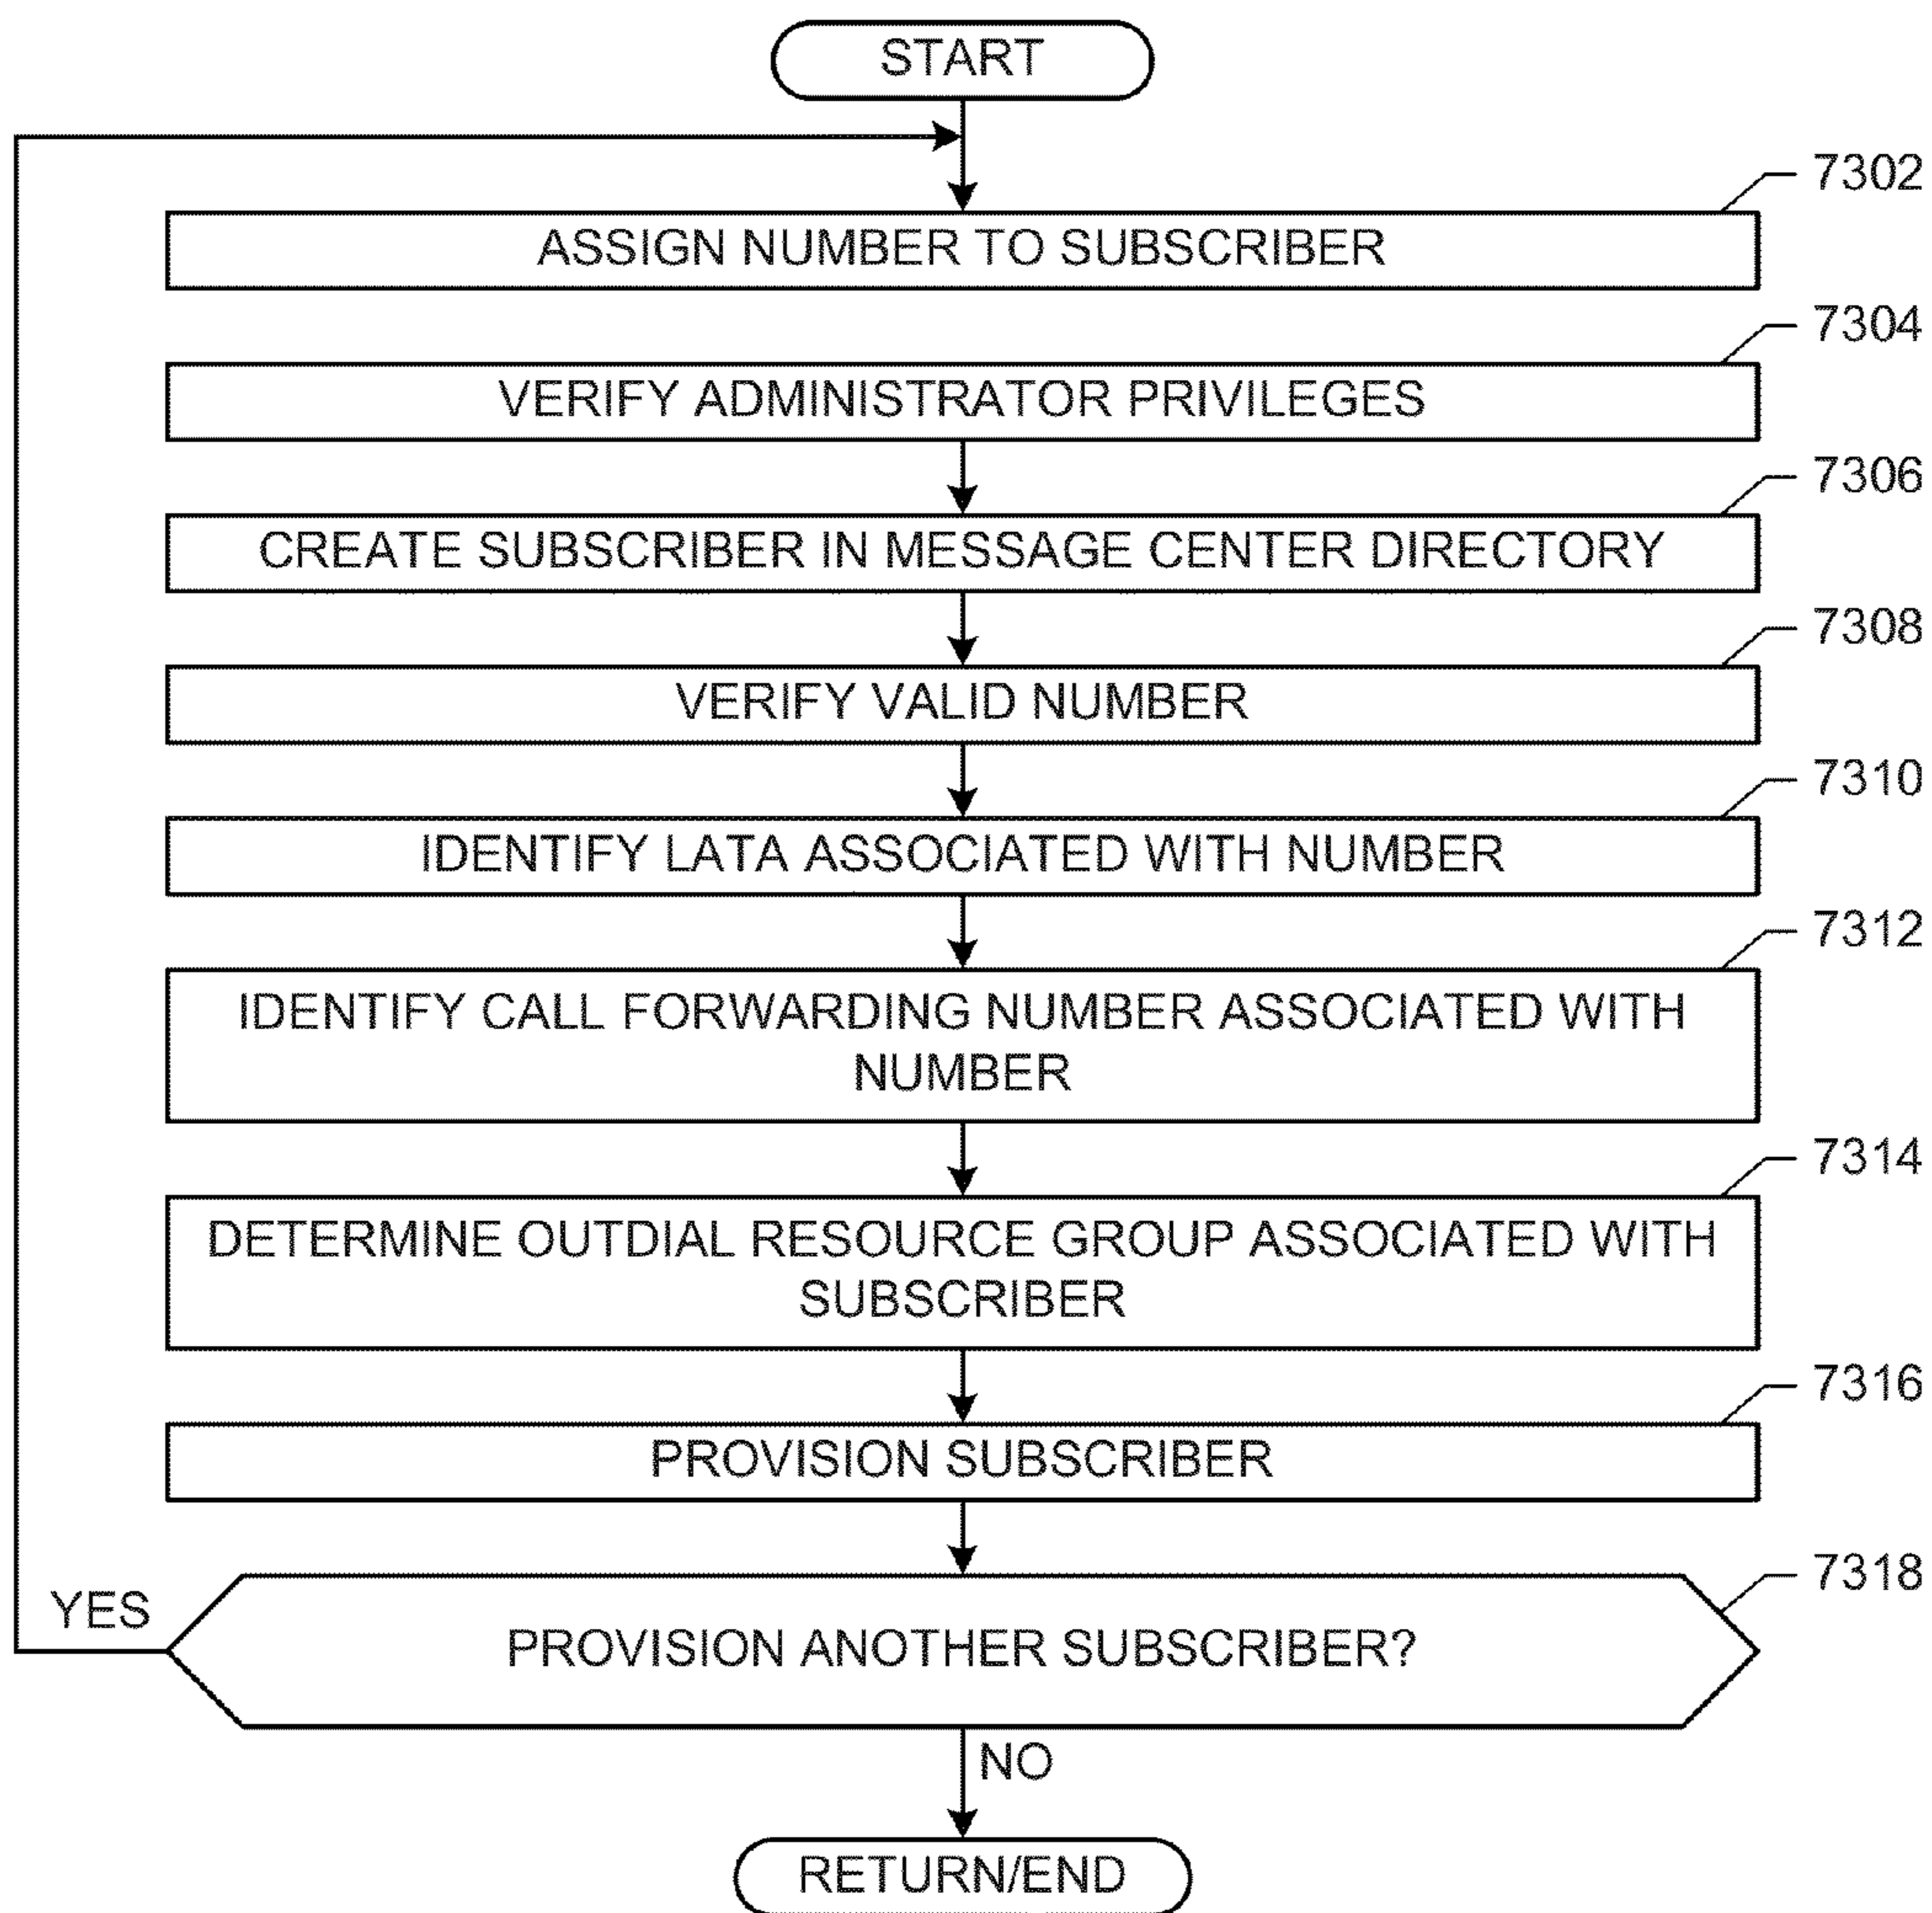 START
7302
ASSIGN NUMBER TO SUBSCRIBER
7304
VERIFY ADMINISTRATOR PRIVILEGES
7306
CREATE SUBSCRIBER IN MESSAGE CENTER DIRECTORY
7308
VERIFY VALID NUMBER
7310
IDENTIFY LATA ASSOCIATED WITH NUMBER
7312
IDENTIFY CALL FORWARDING NUMBER ASSOCIATED WITH
NUMBER
7314
DETERMINE OUTDIAL RESOURCE GROUP ASSOCIATED WITH
SUBSCRIBER
7316
PROVISION SUBSCRIBER
7318
YES
PROVISION ANOTHER SUBSCRIBER?
NO
RETURN/END